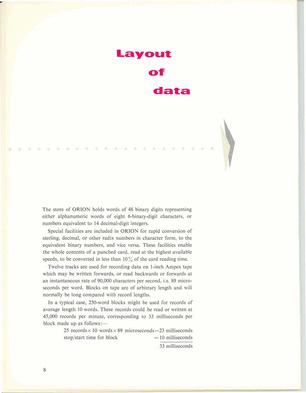 Layout
of
data
The store of ORION holds words of 48 binary digits representing
either alphanumeric words of eight 6-binary-digit characters, or
numbers equivalent to 14 decimal-digit integers.
Special facilities are included in ORION for rapid conversion of
sterling, decimal, or other radix numbers in character form, to the
equivalent binary numbers, and vice versa. These facilities enable
the whole contents of a punched card, read at the highest available
speeds, to be converted in less than 10% of the card reading time.
Twelve tracks are used for recording data on 1-inch Ampex tape
which may be written forwards, or read backwards or forwards at
an instantaneous rate of 90,000 characters per second, i.e. 89 micro-
seconds per word. Blocks on tape are of arbitrary length and will
normally be long compared with record lengths.
In a typical case, 250-word blocks might be used for records of
average length 10 words. These records could be read or written at
45,000 records per minute, corresponding to 33 milliseconds per
block made up as follows:—
25 records × 10 words × 89 microseconds=23 milliseconds
stop/start time for block =10 milliseconds
33 milliseconds
8